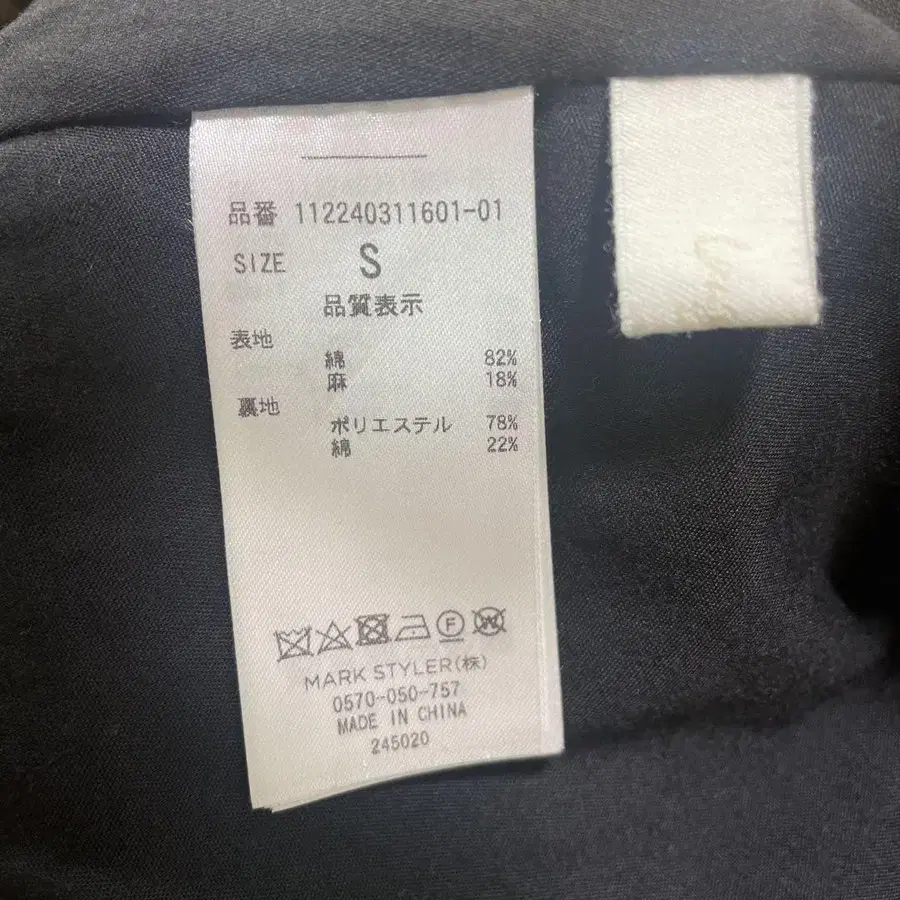 品番 112240311601-01
SIZE S
品質表示
表地
綿 82%
麻 18%
裏地
ポリエステル 78%
綿 22%
F W
MARK STYLER(株)
0570-050-757
MADE IN CHINA
245020